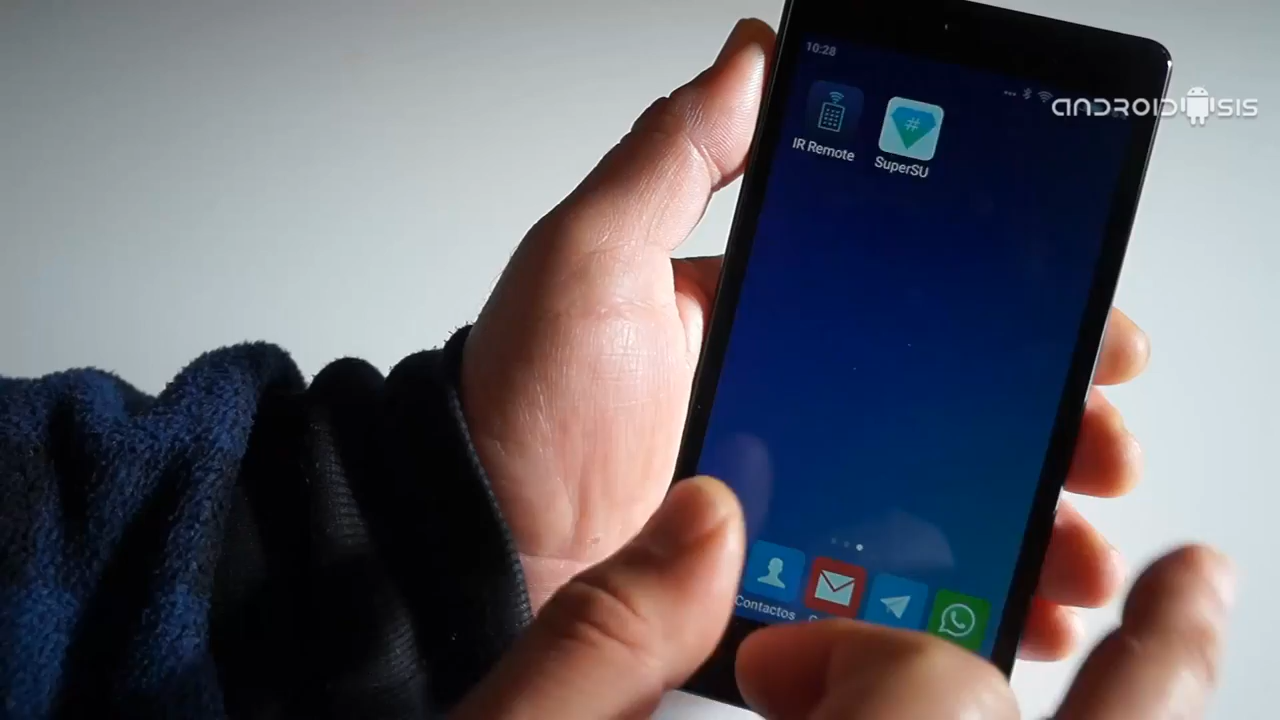 10:28
ANDROIDSIS
IR Remote
SuperSU
#
Contactos